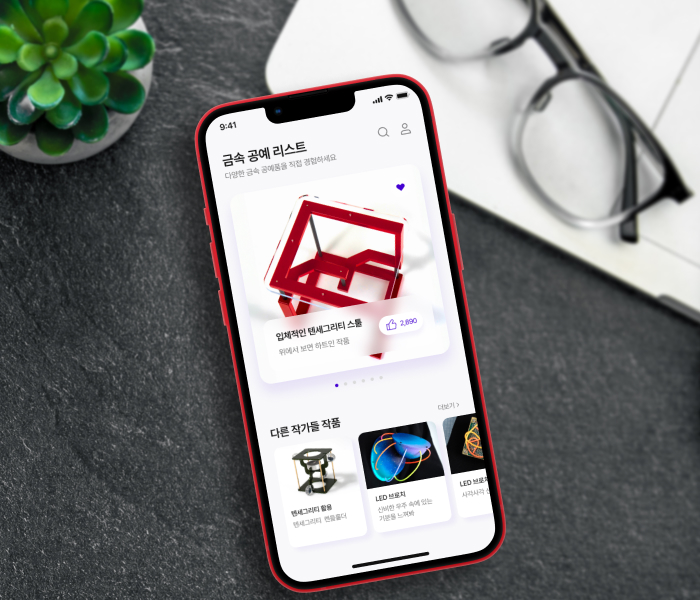 9:41
금속 공예 리스트
다양한 금속 공예품을 직접 경험하세요
입체적인 텐세그리티 스툴
위에서 보면 하트인 작품
2,690
더보기 >
다른 작가들 작품
텐세그리티 활용
텐세그리티 캔들홀더
LED 브로치
신비한 우주 속에 있는
기분을 느껴봐
LED 브로치
사각사각